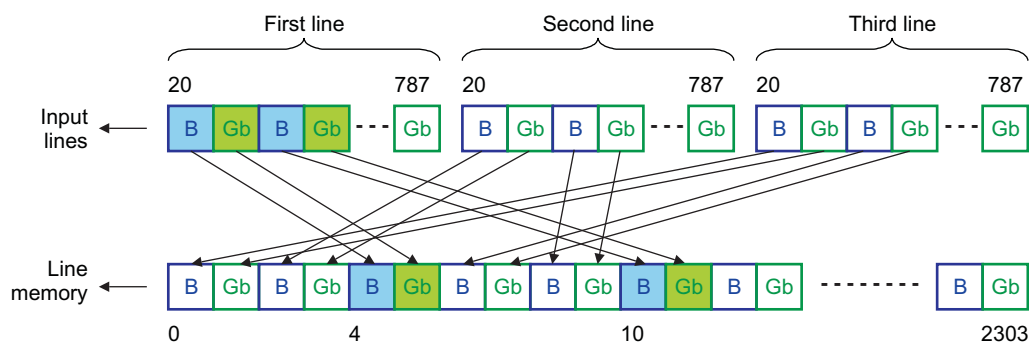 First line Second line Third line
20 787 20 787 20 787
Input lines
B Gb B Gb Gb B Gb B Gb Gb B Gb B Gb Gb
Line memory
B Gb B Gb B Gb B Gb B Gb B Gb B Gb B Gb
0 4 10 2303